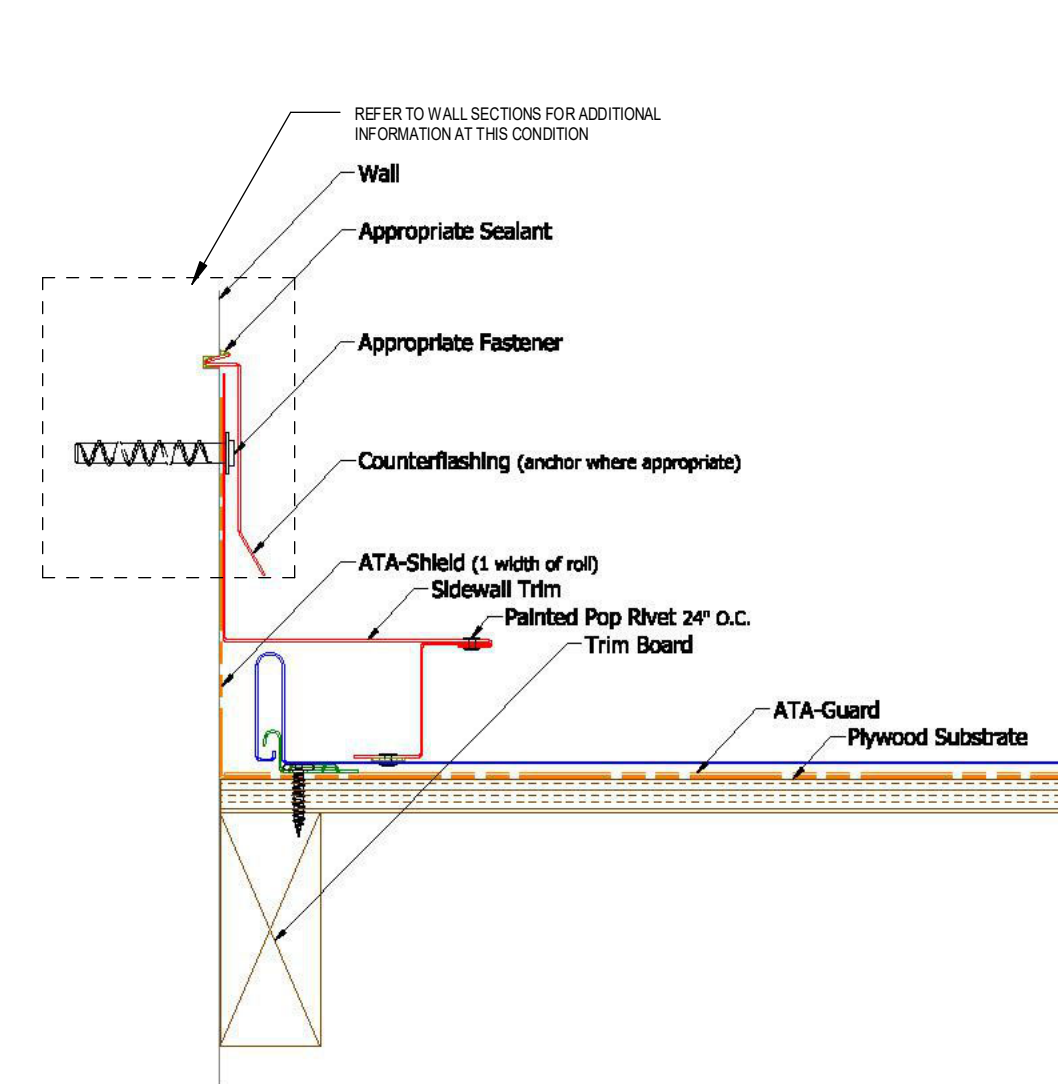 REFER TO WALL SECTIONS FOR ADDITIONAL
INFORMATION AT THIS CONDITION
Wall
Appropriate Sealant
Appropriate Fastener
Counterflashing (anchor where appropriate)
ATA-Shield (1 width of roll)
Sidewall Trim
Painted Pop Rivet 24" O.C.
Trim Board
ATA-Guard
Plywood Substrate